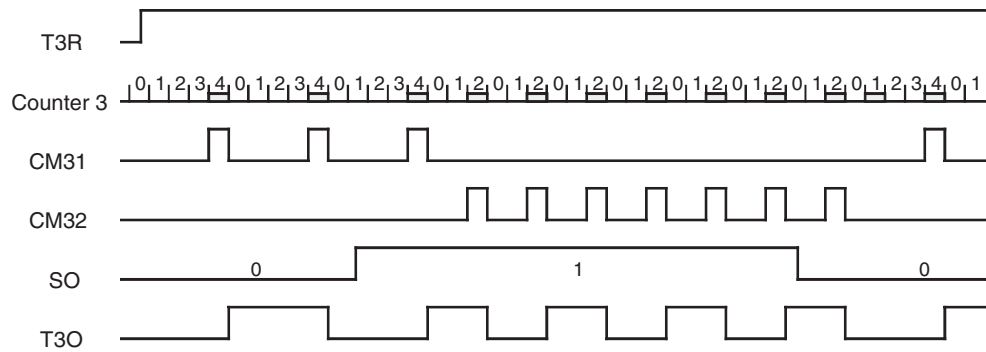 T3R
Counter 3 0 1 2 3 4 0 1 2 3 4 0 1 2 3 4 0 1 2 0 1 2 0 1 2 0 1 2 0 1 2 0 1 2 0 1 2 0 1 2 3 4 0 1
CM31
CM32
SO 0 1 0
T3O